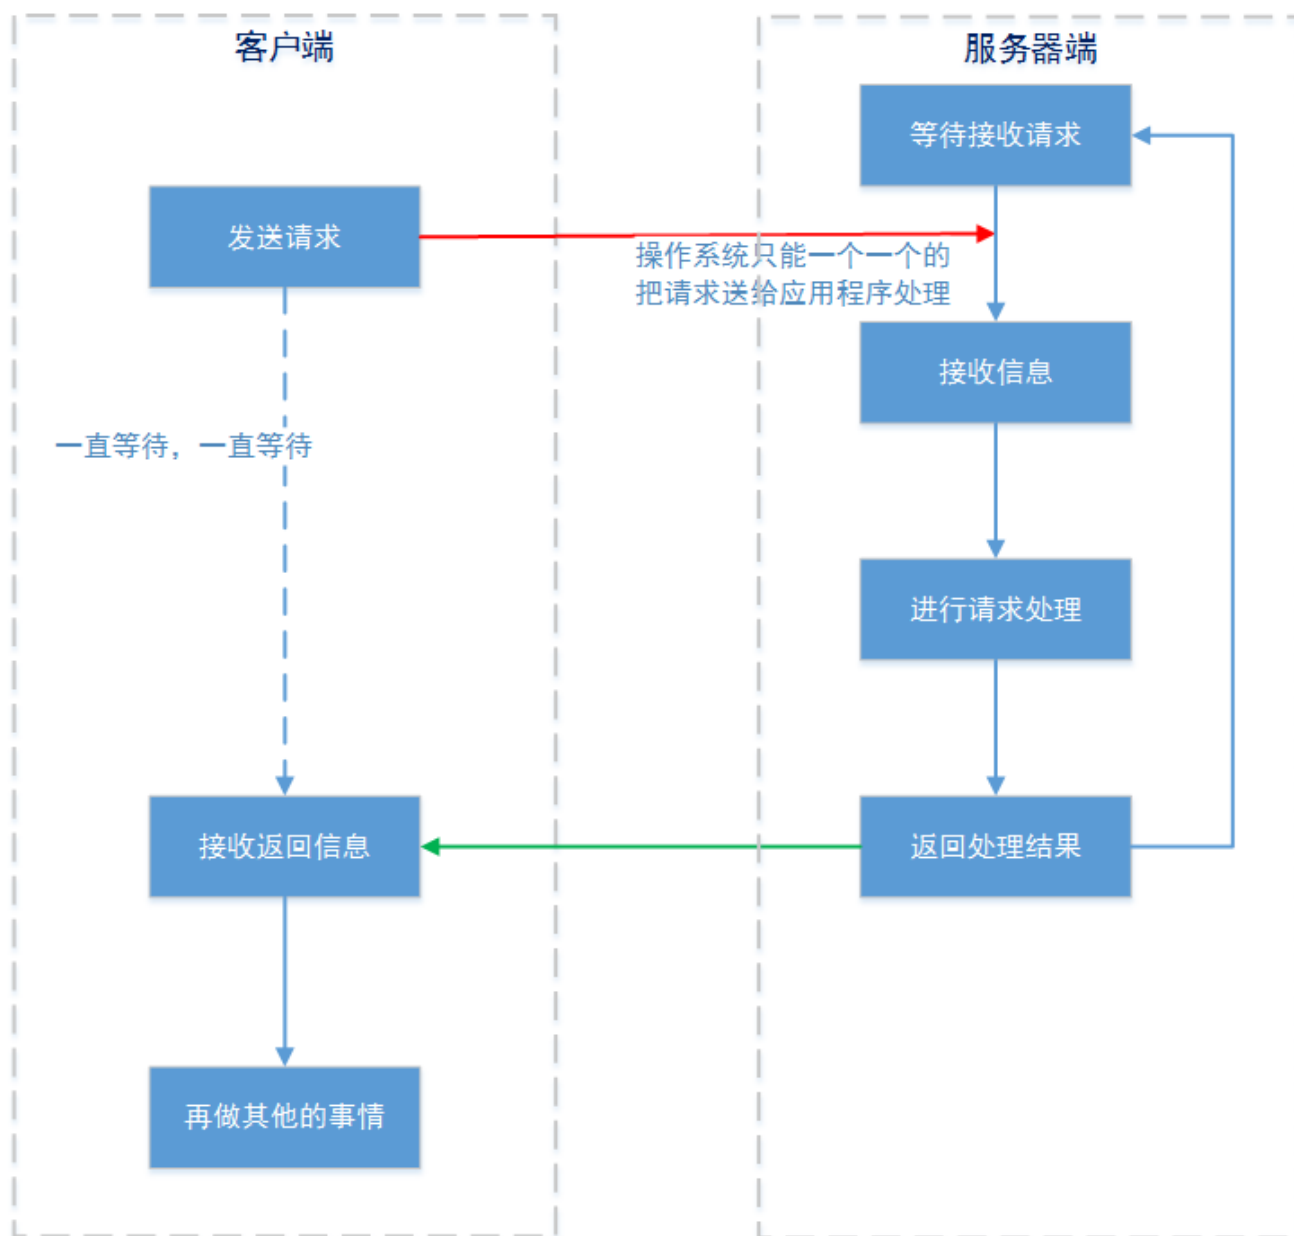 客户端
服务器端
等待接收请求
发送请求
操作系统只能一个一个的
把请求送给应用程序处理
接收信息
一直等待，一直等待
进行请求处理
接收返回信息
返回处理结果
再做其他的事情